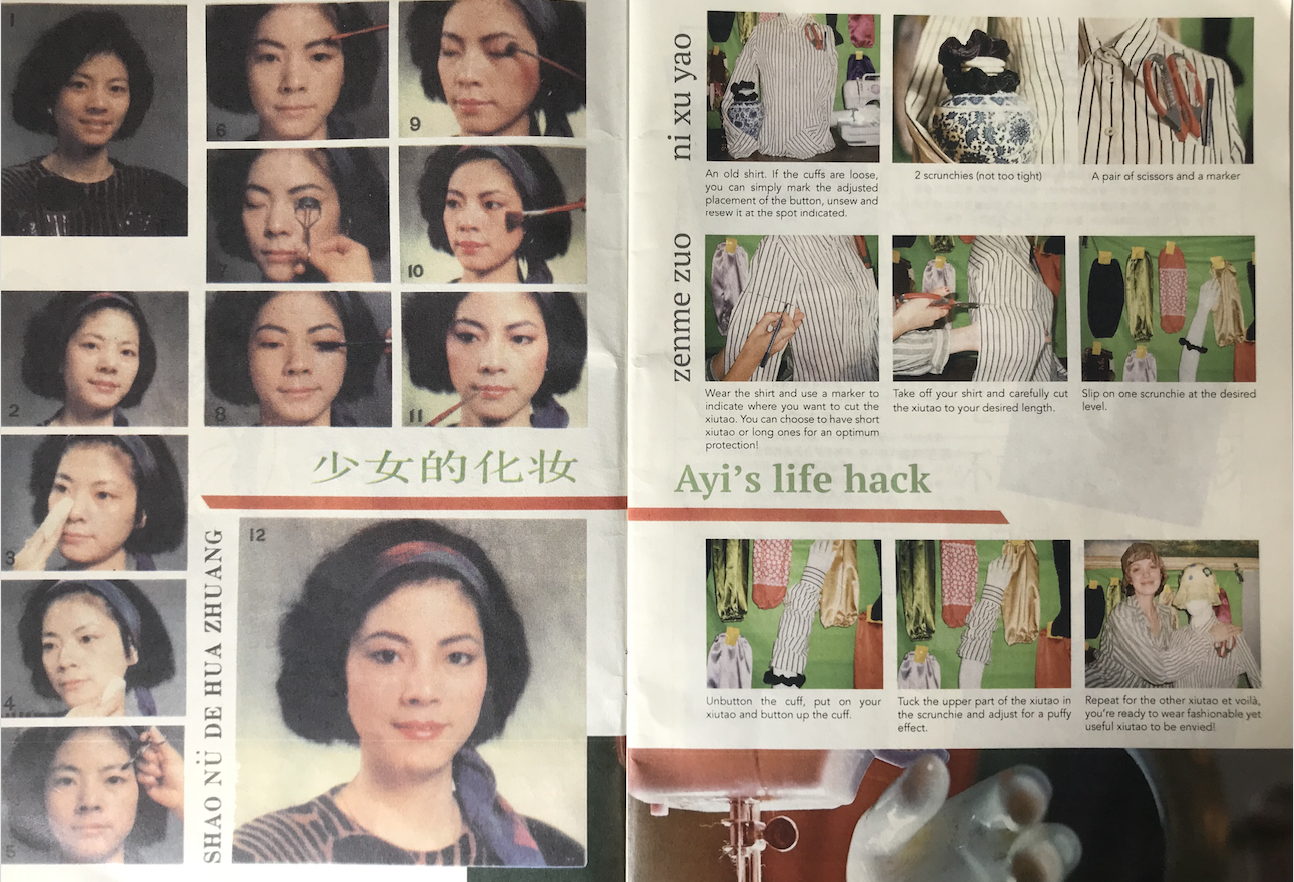 1
2
3
4
5
6
7
8
9
10
11
少女的化妆
SHAO NÜ DE HUA ZHUANG
12
ni xu yao
An old shirt. If the cuffs are loose,
you can simply mark the adjusted
placement of the button, unsew and
resew it at the spot indicated.
2 scrunchies (not too tight)
A pair of scissors and a marker
zenme zuo
Wear the shirt and use a marker to
indicate where you want to cut the
xiutao. You can choose to have short
xiutao or long ones for an optimum
protection!
Take off your shirt and carefully cut
the xiutao to your desired length.
Slip on one scrunchie at the desired
level.
Ayi's life hack
Unbutton the cuff, put on your
xiutao and button up the cuff.
Tuck the upper part of the xiutao in
the scrunchie and adjust for a puffy
effect.
Repeat for the other xiutao et voilà,
you're ready to wear fashionable yet
useful xiutao to be envied!